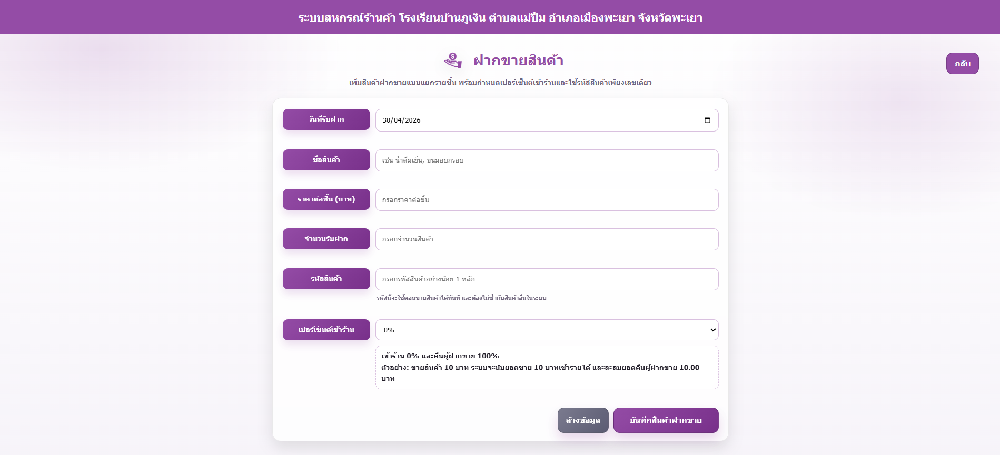 ระบบสหกรณ์ร้านค้า โรงเรียนบ้านภูเงิน ตำบลแม่ปืม อำเภอเมืองพะเยา จังหวัดพะเยา
ฝากขายสินค้า
กลับ
เพิ่มสินค้าฝากขายแบบแยกรายชิ้น พร้อมกำหนดเปอร์เซ็นต์เข้าร้านและใช้รหัสสินค้าเพียงเลขเดียว
วันที่รับฝาก
30/04/2026
ชื่อสินค้า
เช่น น้ำดื่มเย็น, ขนมอบกรอบ
ราคาต่อชิ้น (บาท)
กรอกราคาต่อชิ้น
จำนวนรับฝาก
กรอกจำนวนสินค้า
รหัสสินค้า
กรอกรหัสสินค้าอย่างน้อย 1 หลัก
รหัสนี้จะใช้ตอนขายสินค้าได้ทันที และต้องไม่ซ้ำกับสินค้าอื่นในระบบ
เปอร์เซ็นต์เข้าร้าน
0%
เข้าร้าน 0% และคืนผู้ฝากขาย 100%
ตัวอย่าง: ขายสินค้า 10 บาท ระบบจะนับยอดขาย 10 บาทเข้ารายได้ และสะสมยอดคืนผู้ฝากขาย 10.00
บาท
ล้างข้อมูล
บันทึกสินค้าฝากขาย